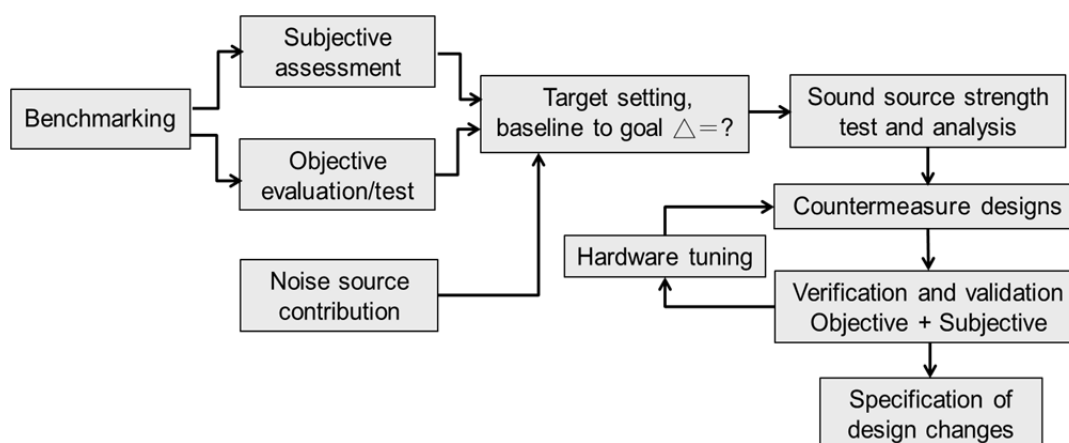 Benchmarking
Subjective
assessment
Objective
evaluation/test
Noise source
contribution
Target setting,
baseline to goal △=?
Sound source strength
test and analysis
Countermeasure designs
Hardware tuning
Verification and validation
Objective + Subjective
Specification of
design changes